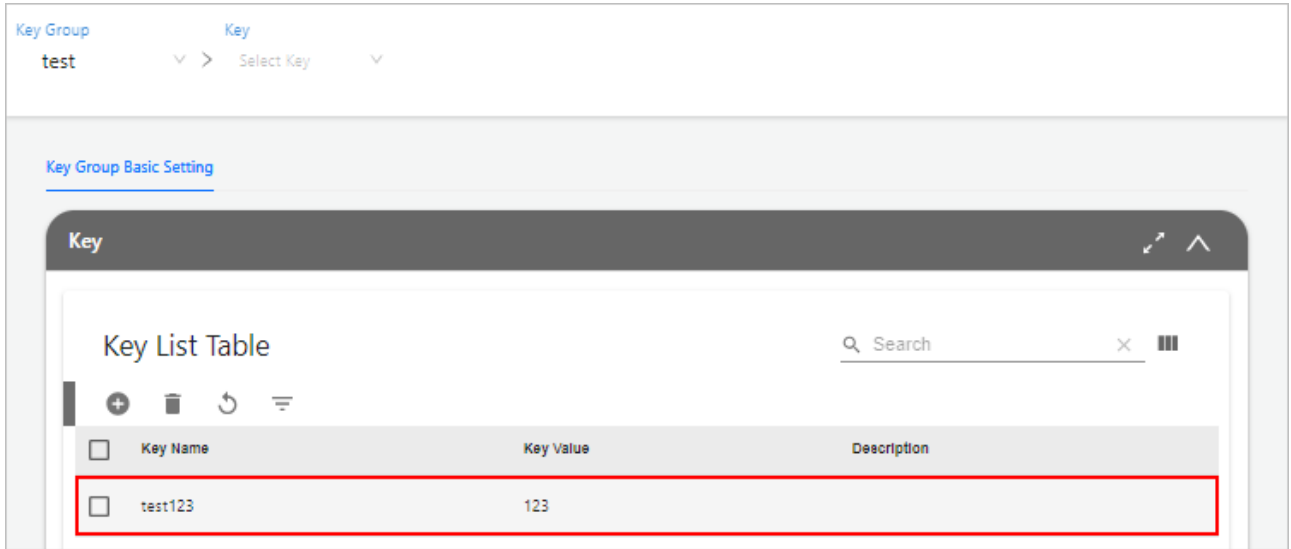 Key Group Key
test > Select Key
Key Group Basic Setting
Key
Key List Table
Search
Key Name Key Value Description
test123 123